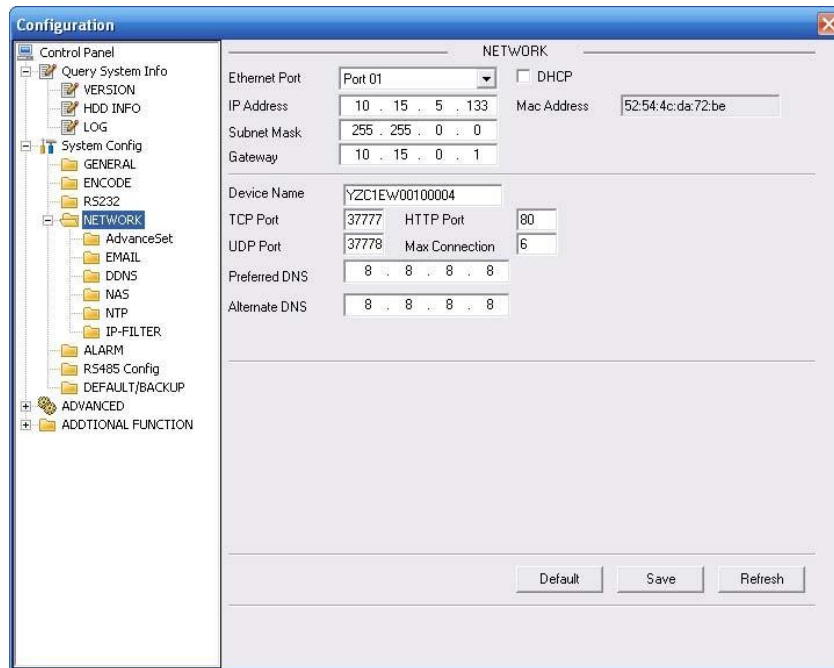 Configuration
Control Panel
Query System Info
VERSION
HDD INFO
LOG
System Config
GENERAL
ENCODE
RS232
NETWORK
AdvanceSet
EMAIL
DDNS
NAS
NTP
IP-FILTER
ALARM
RS485 Config
DEFAULT/BACKUP
ADVANCED
ADDTIONAL FUNCTION
NETWORK
Ethernet Port Port 01 DHCP
IP Address 10 . 15 . 5 . 133 Mac Address 52:54:4c:da:72:be
Subnet Mask 255 . 255 . 0 . 0
Gateway 10 . 15 . 0 . 1
Device Name YZC1EW00100004
TCP Port 37777 HTTP Port 80
UDP Port 37778 Max Connection 6
Preferred DNS 8 . 8 . 8 . 8
Alternate DNS 8 . 8 . 8 . 8
Default Save Refresh